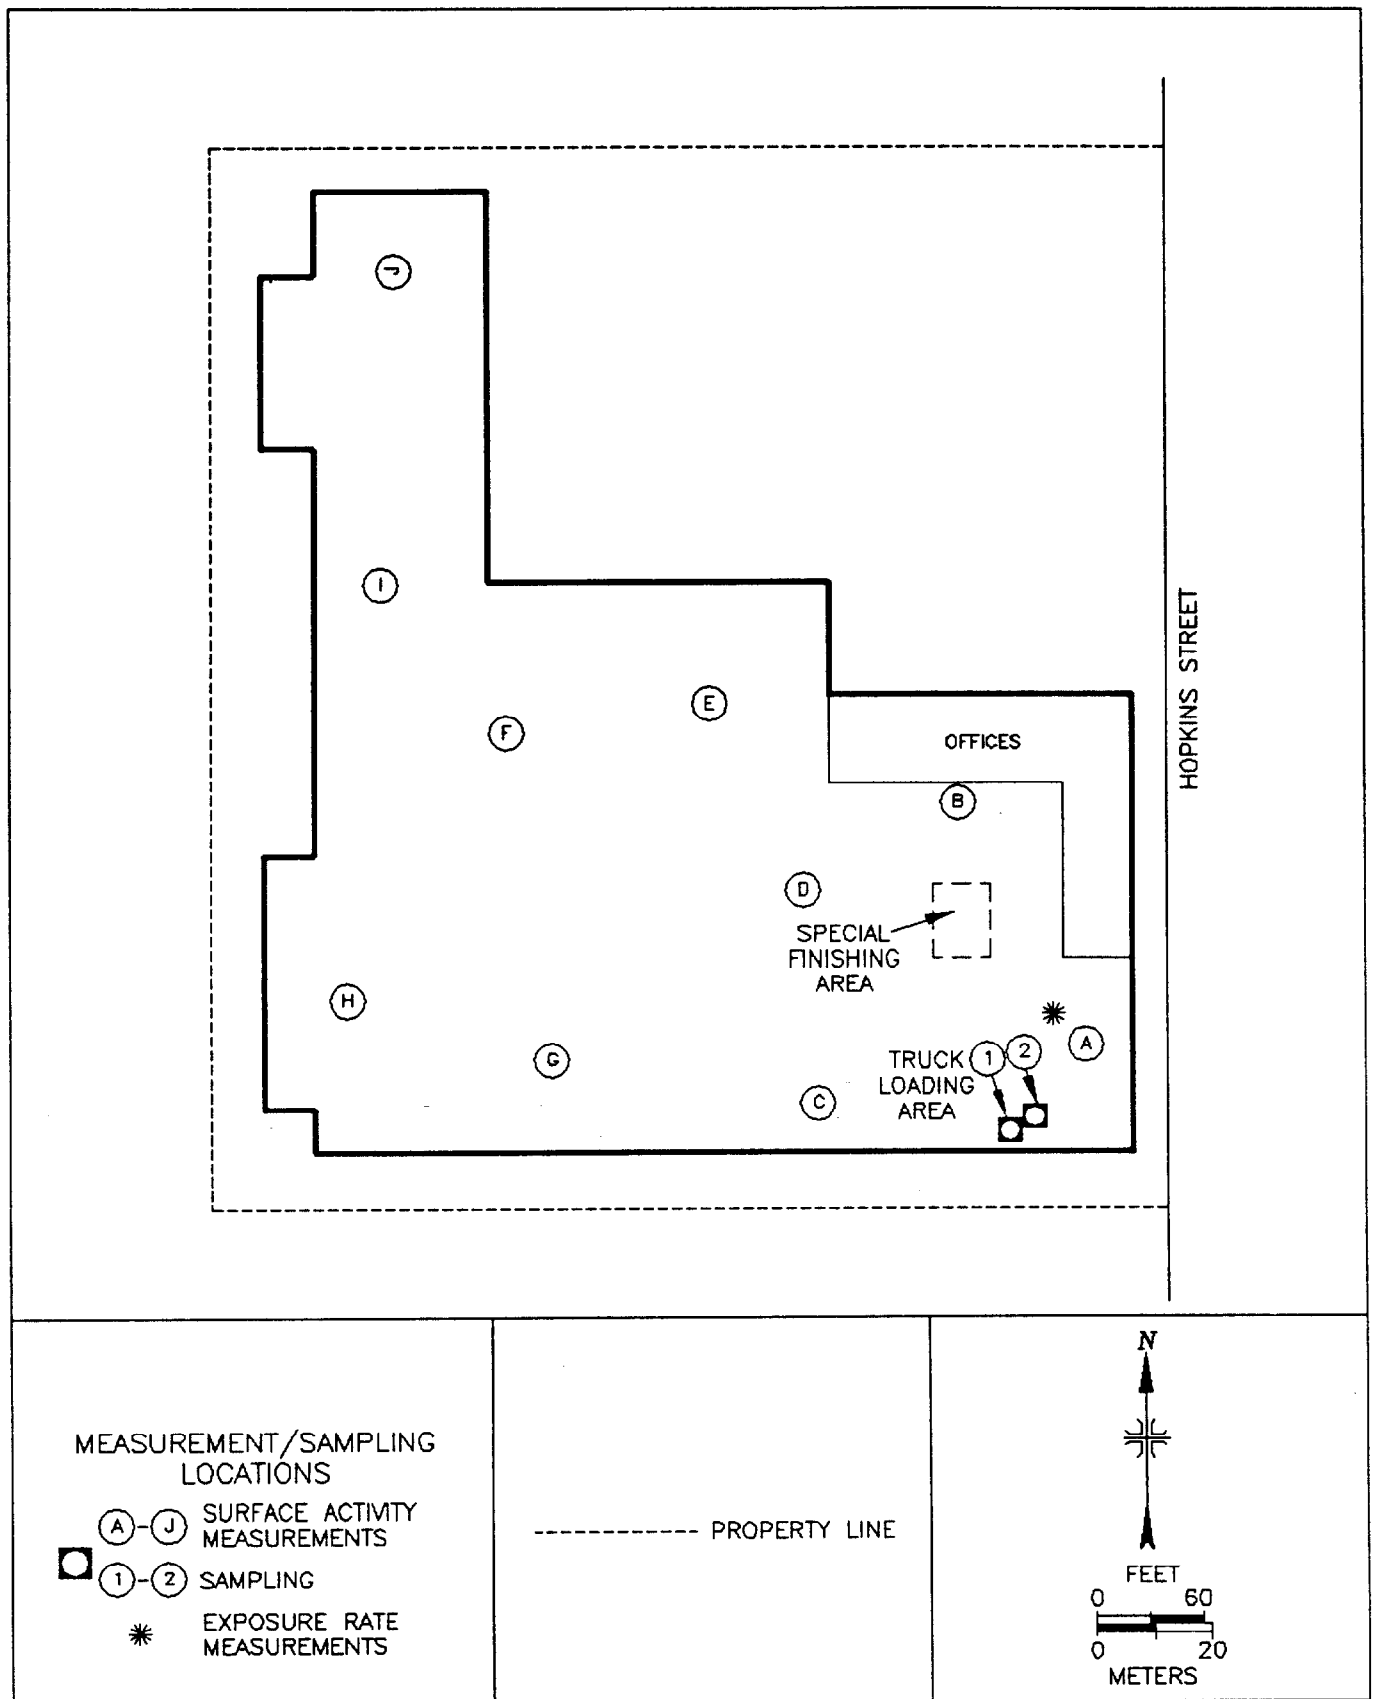 J
I
E
F
OFFICES
HOPKINS STREET
B
D
SPECIAL
FINISHING
AREA
H
A
G
TRUCK 1 2
LOADING
AREA
C
MEASUREMENT/SAMPLING
LOCATIONS
A-J SURFACE ACTIVITY
MEASUREMENTS
1-2 SAMPLING
EXPOSURE RATE
MEASUREMENTS
PROPERTY LINE
N
FEET
0 60
0 20
METERS